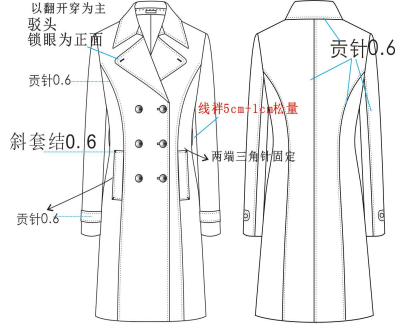 以翻开穿为主
驳头
锁眼为正面
贡针0.6
贡针0.6
线袢5cm-1cm松量
斜套结0.6
两端三角针固定
贡针0.6